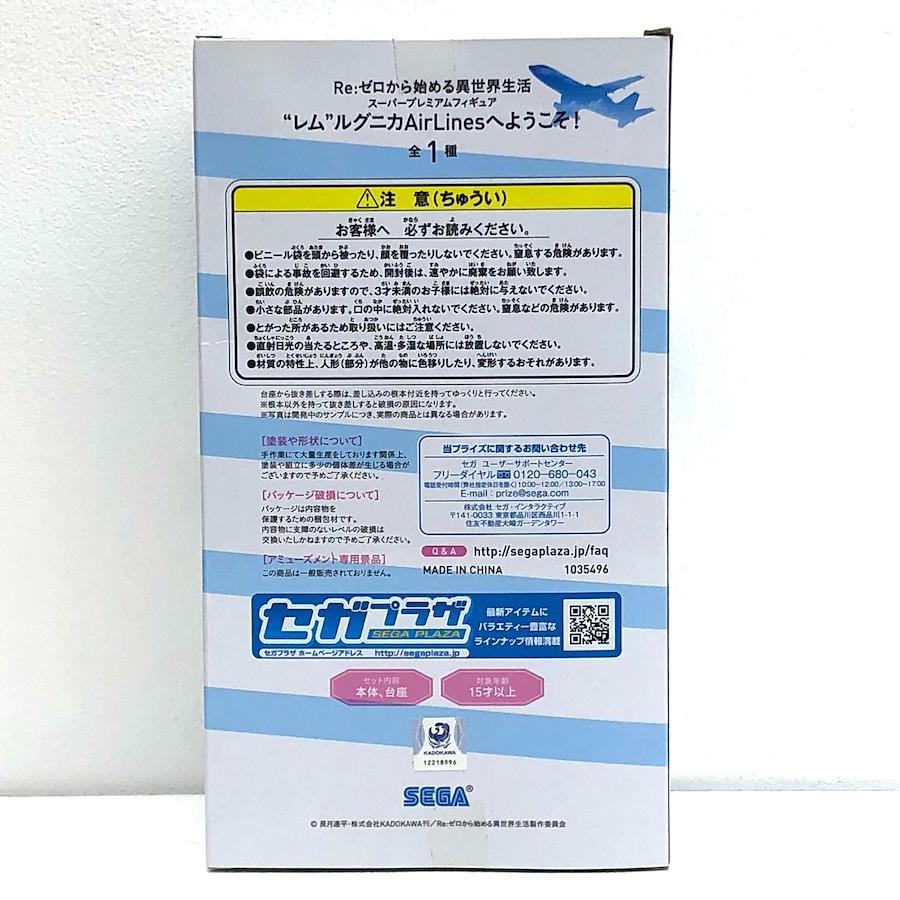 Re:ゼロから始める異世界生活
スーパープレミアムフィギュア
“レム”ルグニカAirLinesへようこそ!
全1種
⚠注 意(ちゅうい)
お客様へ 必ずお読みください。
●ビニール袋を頭から被ったり、顔を覆ったりしないでください。窒息する危険があります。
●袋による事故を回避するため、開封後は、速やかに廃棄をお願い致します。
●誤飲の危険がありますので、3才未満のお子様には絶対に与えないでください。
●小さな部品があります。口の中に絶対入れないでください。窒息などの危険があります。
●とがった所があるため取り扱いにはご注意ください。
●直射日光の当たるところや、高温・多湿な場所には放置しないでください。
●材質の特性上、人形(部分)が他の物に色移りしたり、変形するおそれがあります。
台座から抜き差しする際は、差し込みの根本付近を持ってゆっくりと行ってください。
※根本以外を持って抜き差しすると破損の原因になります。
※写真は開発中のサンプルにつき、実際の商品とは異なる場合があります。
[塗装や形状について]
手作業にて大量生産をしております関係上、
塗装や組立に多少の個体差が生じる場合が
ございますので予めご了承ください。
[パッケージ破損について]
パッケージは内容物を
保護するための梱包材です。
内容物に支障のないレベルの破損は
交換いたしかねますので予めご了承ください。
[アミューズメント専用景品]
この商品は一般販売されておりません。
当プライズに関するお問い合わせ先
セガ ユーザーサポートセンター
フリーダイヤル 0120-680-043
電話受付時間(弊社指定休日を除く)10:00~12:00/13:00~17:00
E-mail:prize@sega.com
株式会社 セガ・インタラクティブ
〒141-0033 東京都品川区西品川1-1-1
住友不動産大崎ガーデンタワー
Q&A http://segaplaza.jp/faq
MADE IN CHINA 1035496
セガプラザ
SEGA PLAZA
セガプラザ ホームページアドレス http://segaplaza.jp
最新アイテムに
バラエティー豊富な
ラインナップ情報満載
セット内容
本体、台座
対象年齢
15才以上
KADOKAWA
12218996
SEGA®
© 長月達平・株式会社KADOKAWA刊/Re:ゼロから始める異世界生活製作委員会